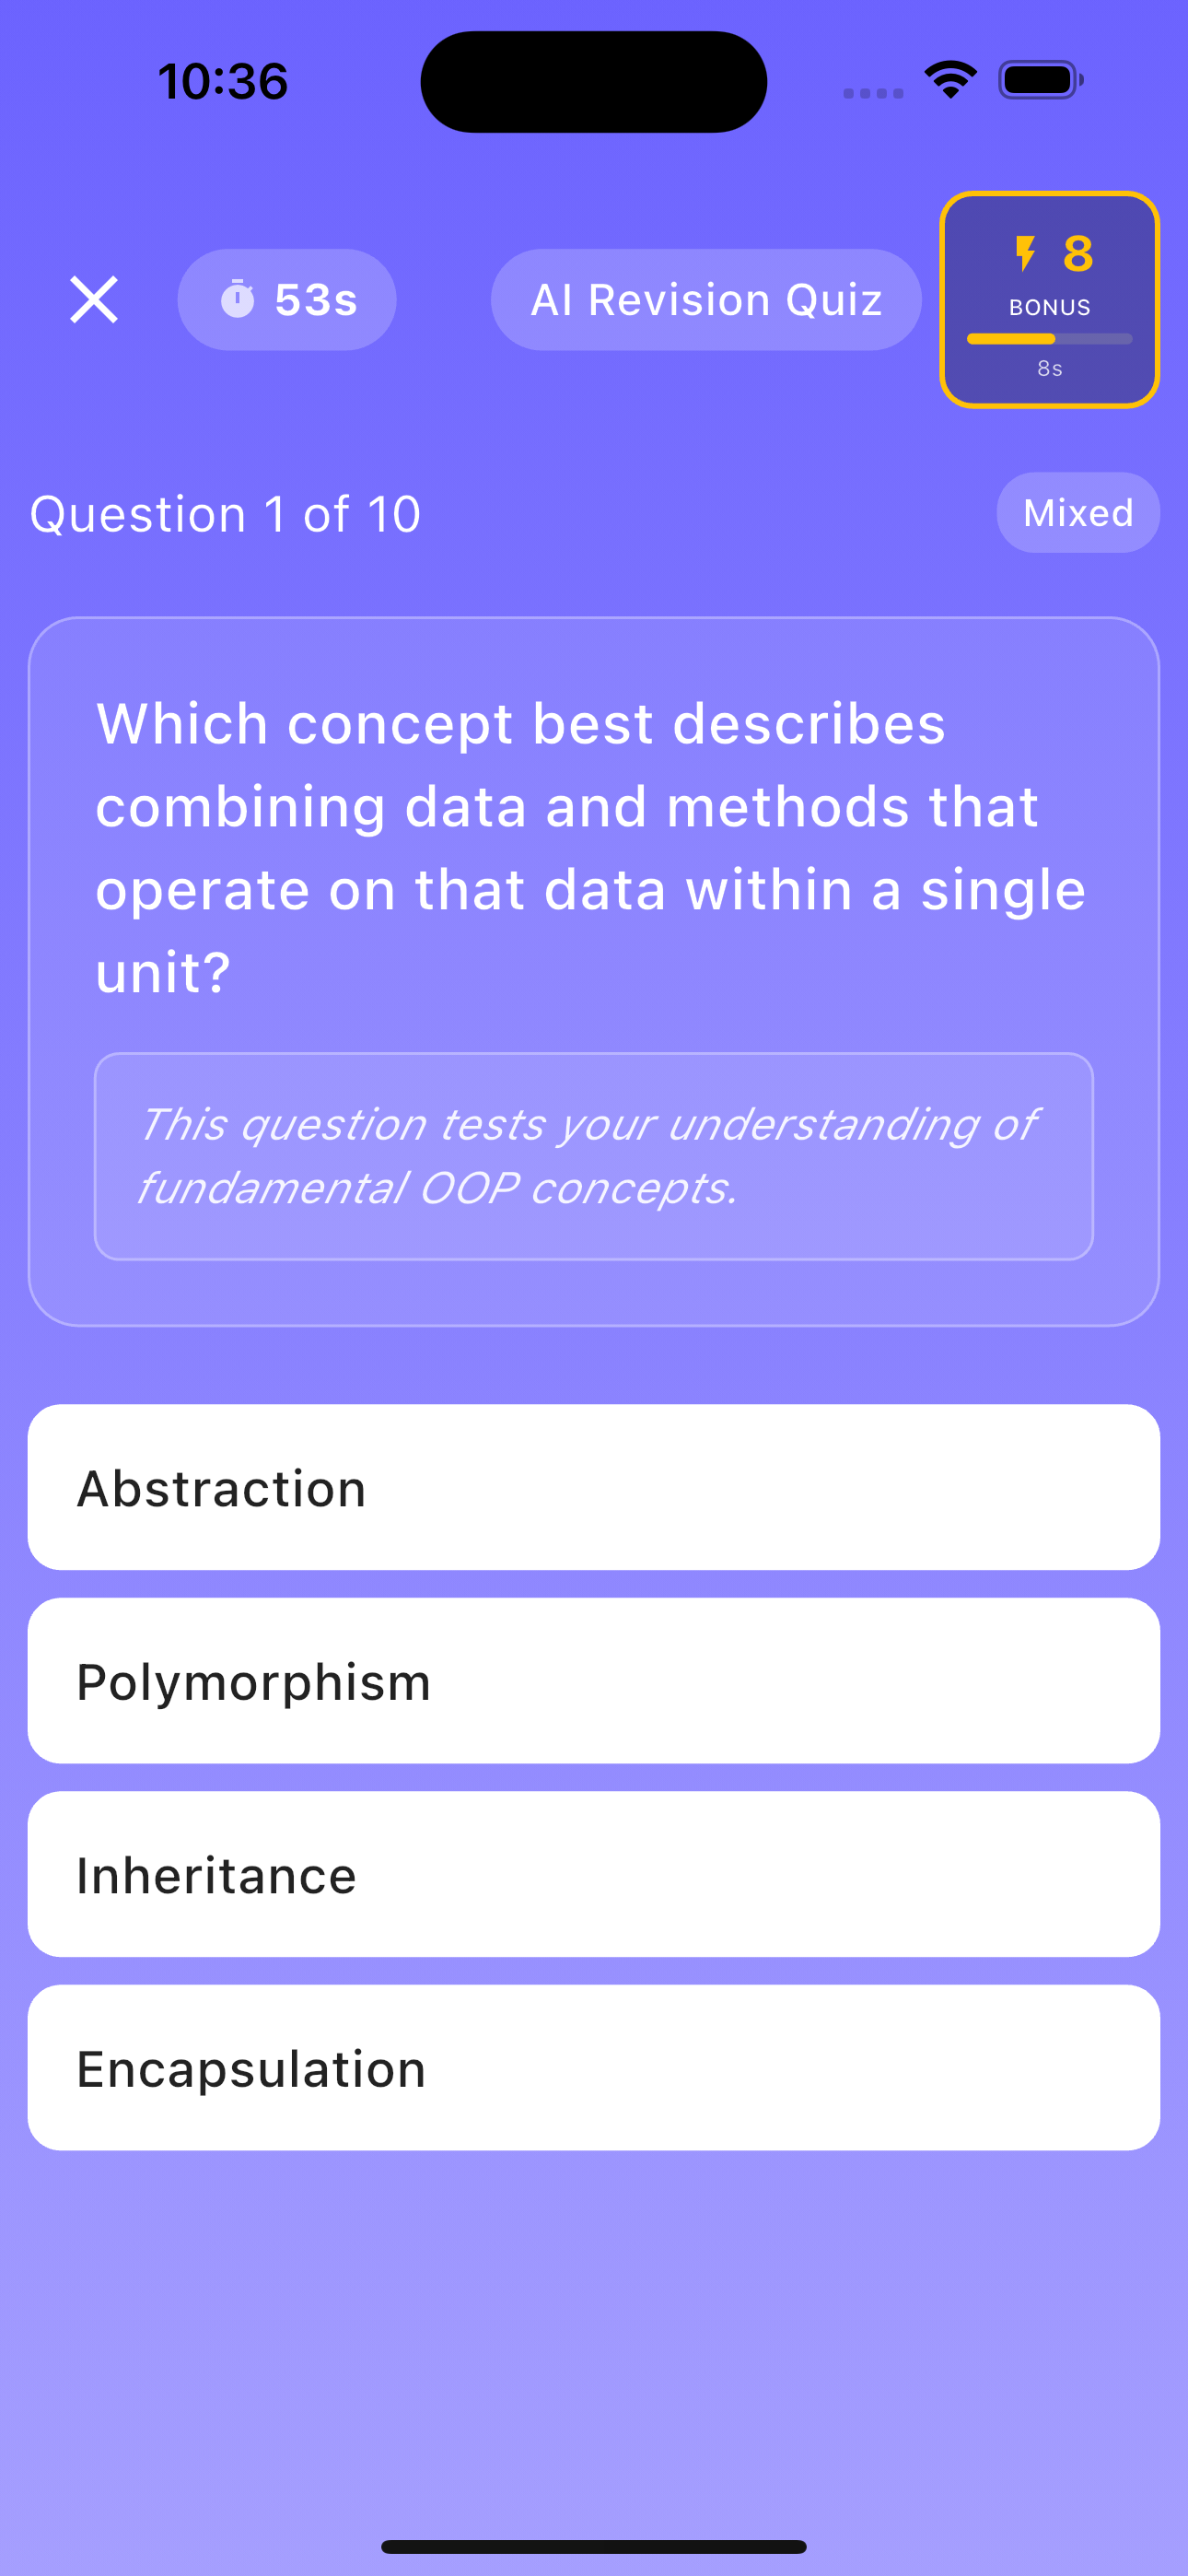 10:36
53s
AI Revision Quiz
8
BONUS
8s
Question 1 of 10
Mixed
Which concept best describes
combining data and methods that
operate on that data within a single
unit?
This question tests your understanding of
fundamental OOP concepts.
Abstraction
Polymorphism
Inheritance
Encapsulation